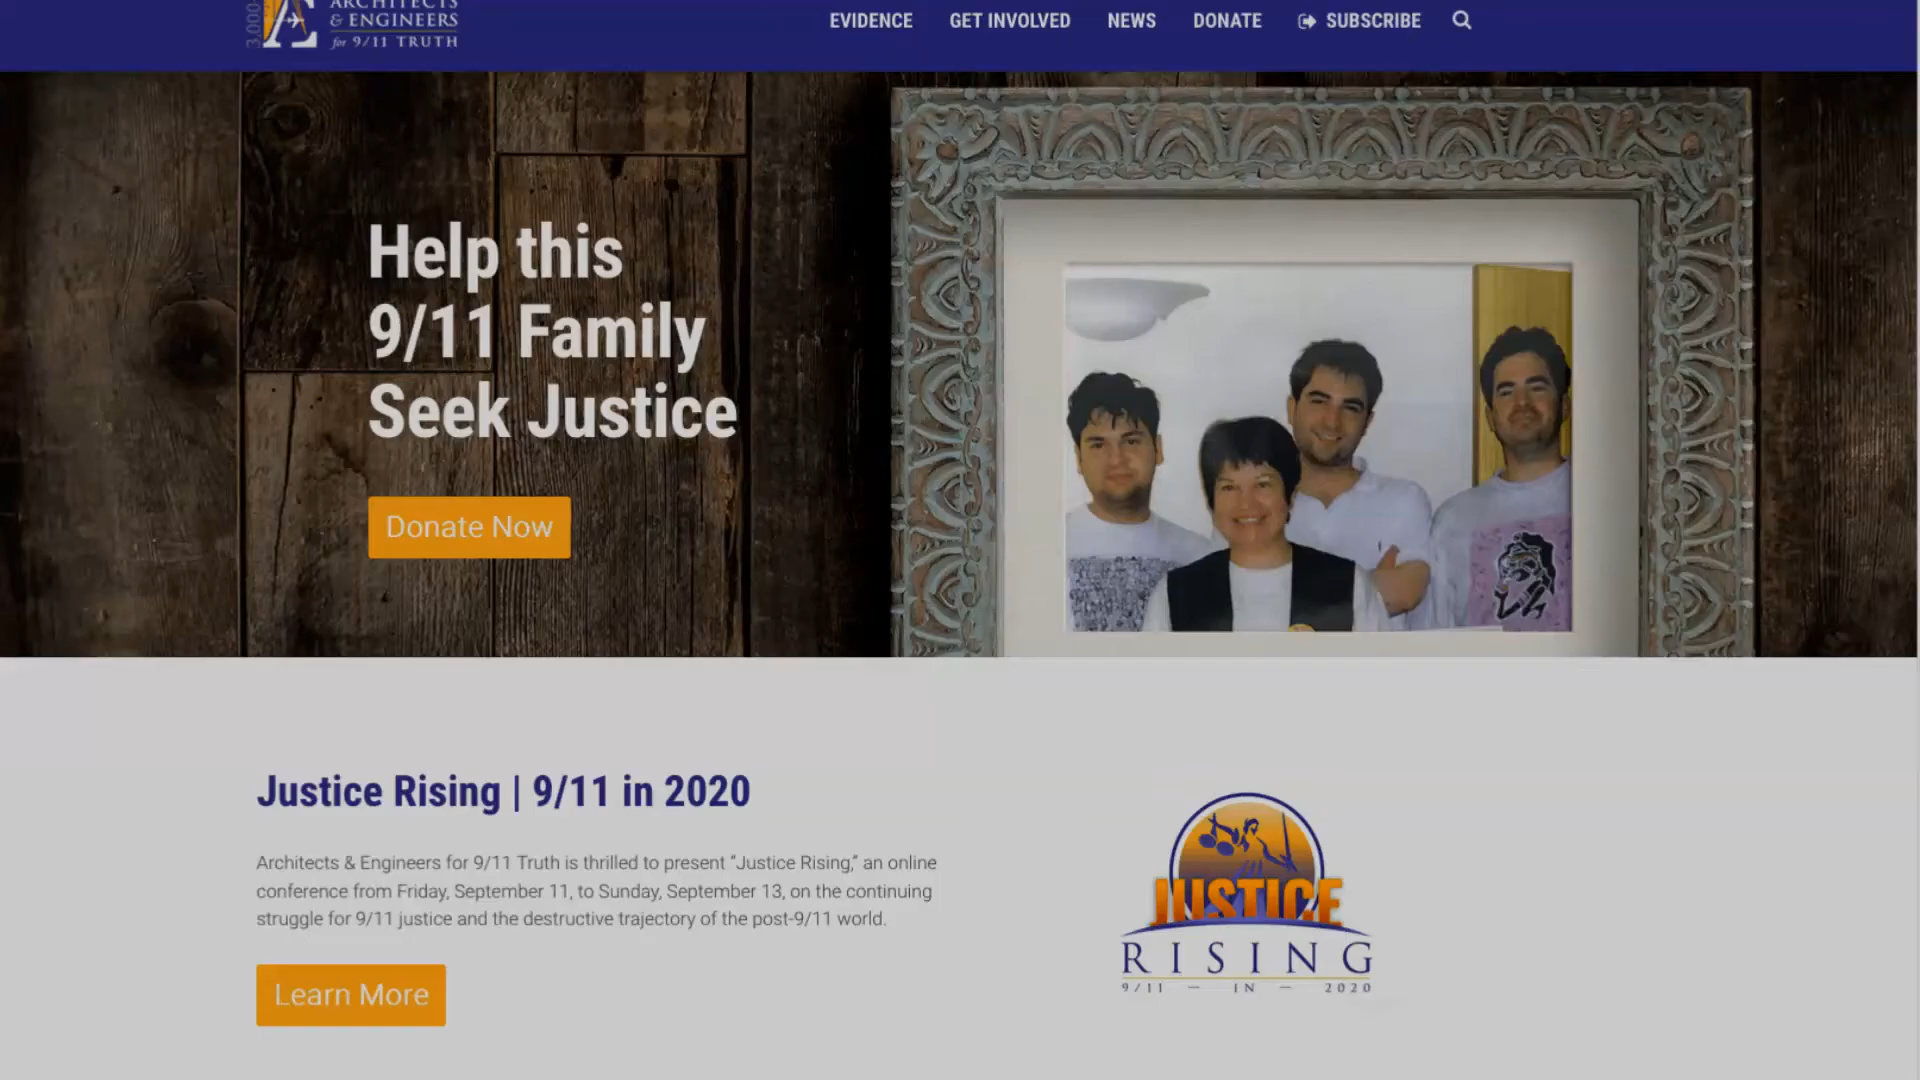 3,000
ARCHITECTS
& ENGINEERS
for 9/11 TRUTH
EVIDENCE
GET INVOLVED
NEWS
DONATE
SUBSCRIBE
Help this
9/11 Family
Seek Justice
Donate Now
Justice Rising | 9/11 in 2020
Architects & Engineers for 9/11 Truth is thrilled to present “Justice Rising,” an online
conference from Friday, September 11, to Sunday, September 13, on the continuing
struggle for 9/11 justice and the destructive trajectory of the post-9/11 world.
Learn More
JUSTICE
RISING
9/11 — IN — 2020